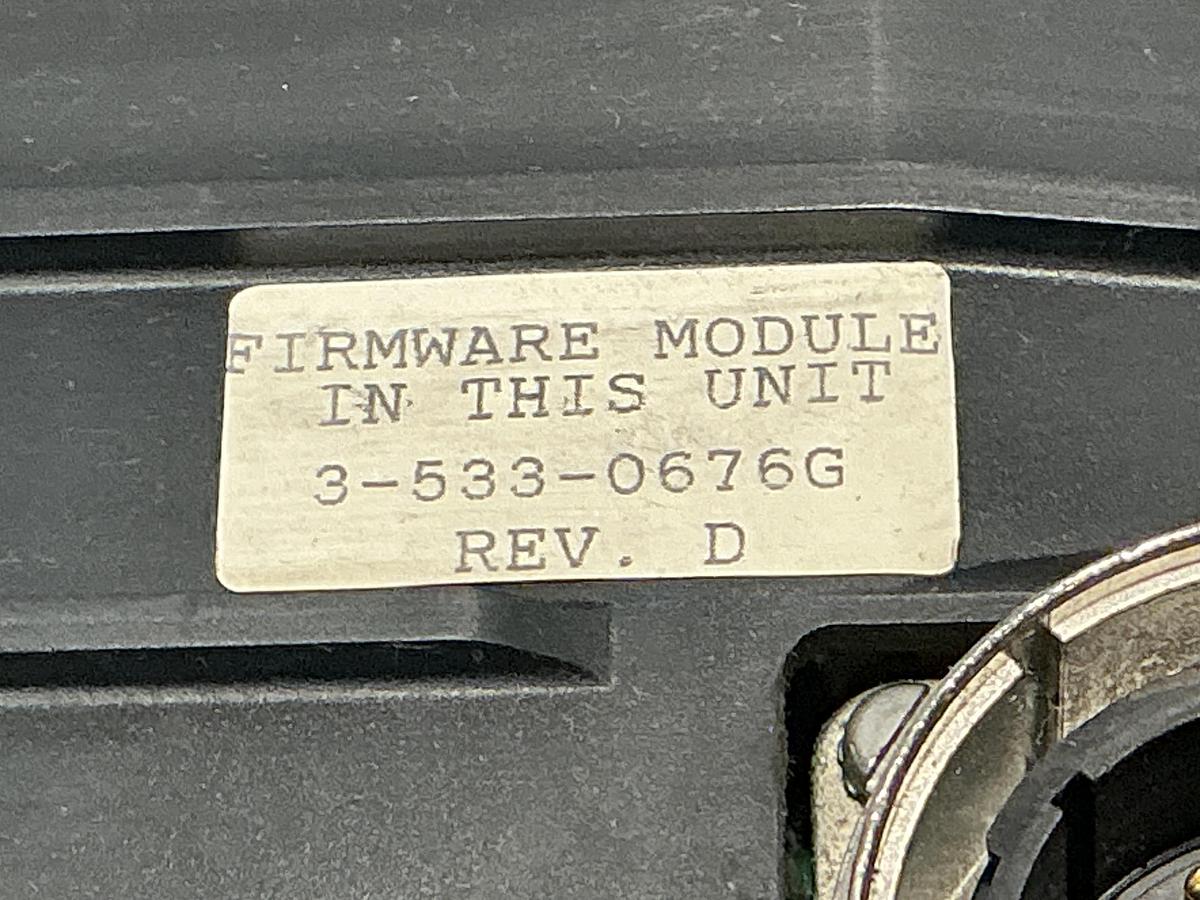 FIRMWARE MODULE
IN THIS UNIT
3-533-0676G
REV. D